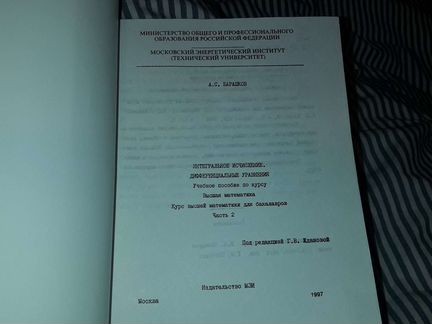 МИНИСТЕРСТВО ОБЩЕГО И ПРОФЕССИОНАЛЬНОГО
ОБРАЗОВАНИЯ РОССИЙСКОЙ ФЕДЕРАЦИИ
МОСКОВСКИЙ ЭНЕРГЕТИЧЕСКИЙ ИНСТИТУТ
(ТЕХНИЧЕСКИЙ УНИВЕРСИТЕТ)
А.С. БАРАШКОВ
ИНТЕГРАЛЬНОЕ ИСЧИСЛЕНИЕ.
ДИФФЕРЕНЦИАЛЬНЫЕ УРАВНЕНИЯ
Учебное пособие по курсу
Высшая математика
Курс высшей математики для бакалавров
Часть 2
Под редакцией Г.В. Ждановой
Издательство МЭИ
Москва 1997